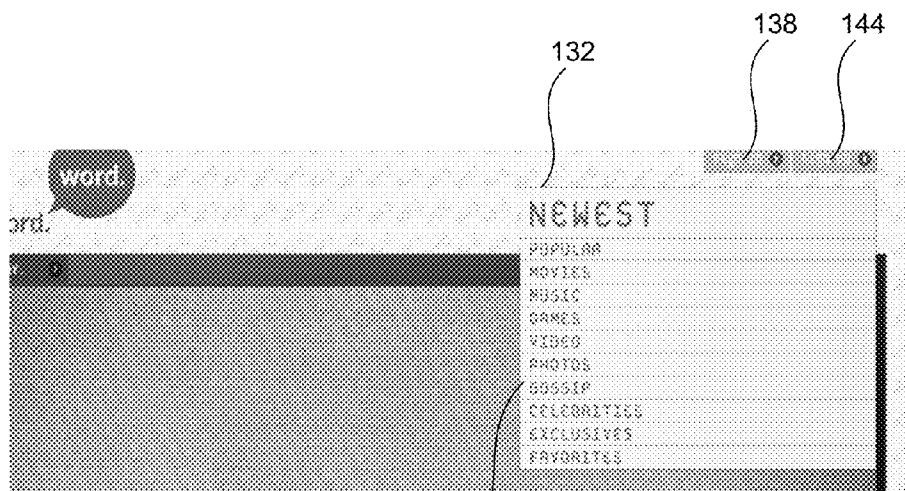 138 144
132
word.
ord.
NEWEST
POPULAR
MOVIES
MUSIC
GAMES
VIDEO
PHOTOS
GOSSIP
CELEBRITIES
EXCLUSIVES
FAVORITES